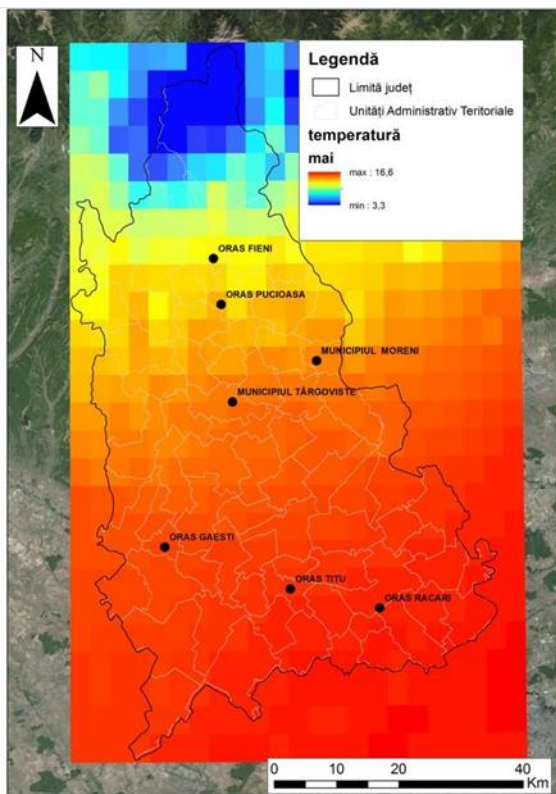 N
Legendă
Limită județ
Unități Administrativ Teritoriale
temperatură
mai
max : 16,6
min : 3,3
ORAS FIENI
ORAS PUCIOASA
MUNICIPIUL MORENI
MUNICIPIUL TÂRGOVISTE
ORAS GAESTI
ORAS TITU
ORAS RACARI
0 10 20 40
Km